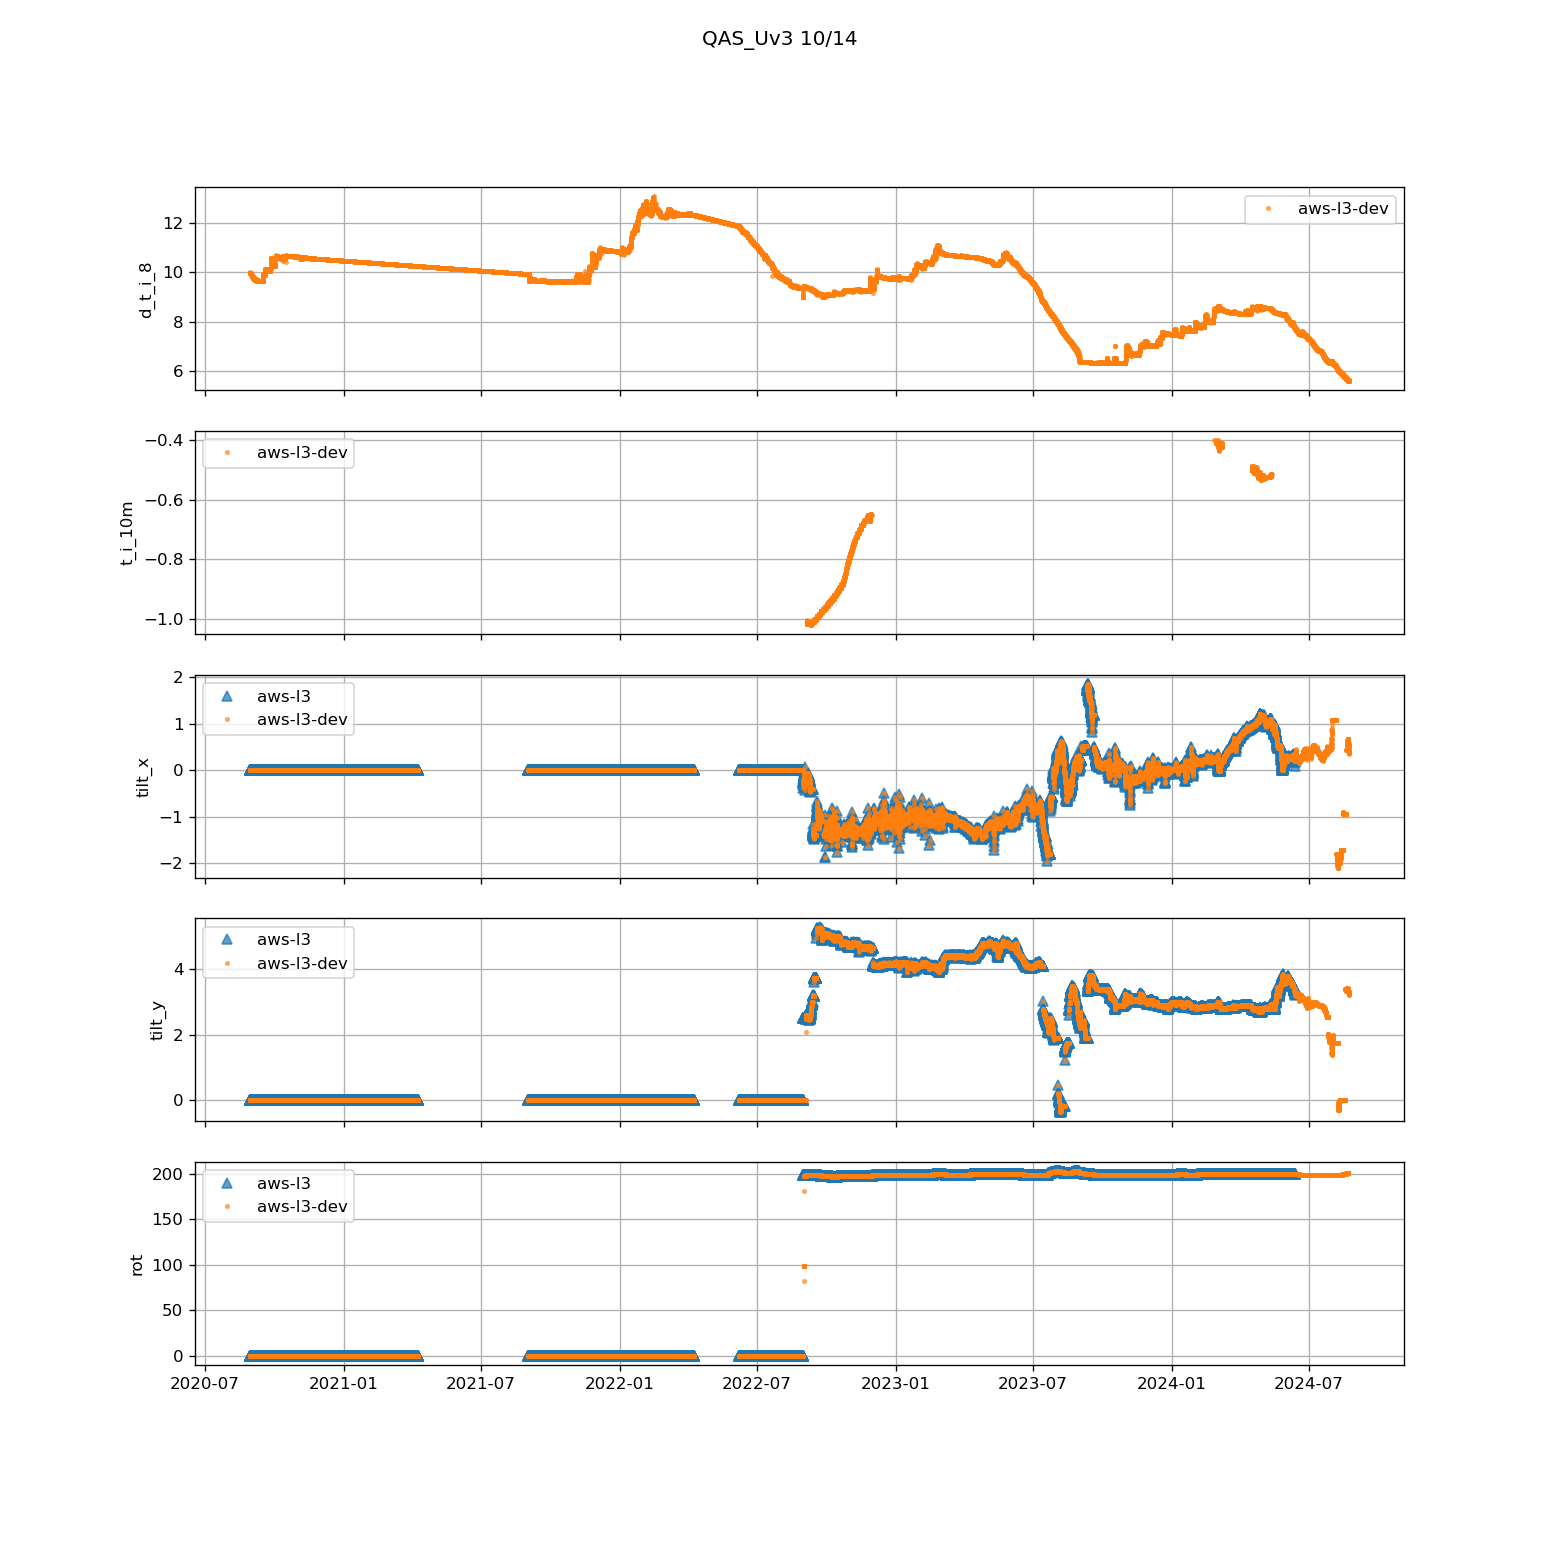 QAS_Uv3 10/14
12
10
8
6
d_t_i_8
aws-l3-dev
−0.4
−0.6
−0.8
−1.0
t_i_10m
aws-l3-dev
2
1
0
−1
−2
tilt_x
aws-l3
aws-l3-dev
4
2
0
tilt_y
aws-l3
aws-l3-dev
200
150
100
50
0
rot
aws-l3
aws-l3-dev
2020-07 2021-01 2021-07 2022-01 2022-07 2023-01 2023-07 2024-01 2024-07